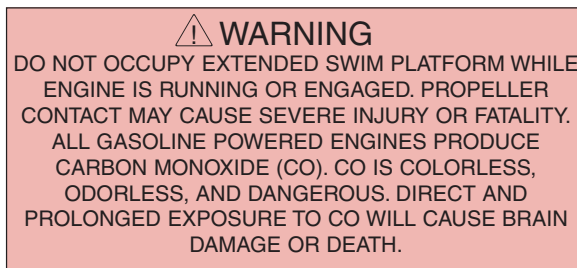 ⚠ WARNING
DO NOT OCCUPY EXTENDED SWIM PLATFORM WHILE
ENGINE IS RUNNING OR ENGAGED. PROPELLER
CONTACT MAY CAUSE SEVERE INJURY OR FATALITY.
ALL GASOLINE POWERED ENGINES PRODUCE
CARBON MONOXIDE (CO). CO IS COLORLESS,
ODORLESS, AND DANGEROUS. DIRECT AND
PROLONGED EXPOSURE TO CO WILL CAUSE BRAIN
DAMAGE OR DEATH.